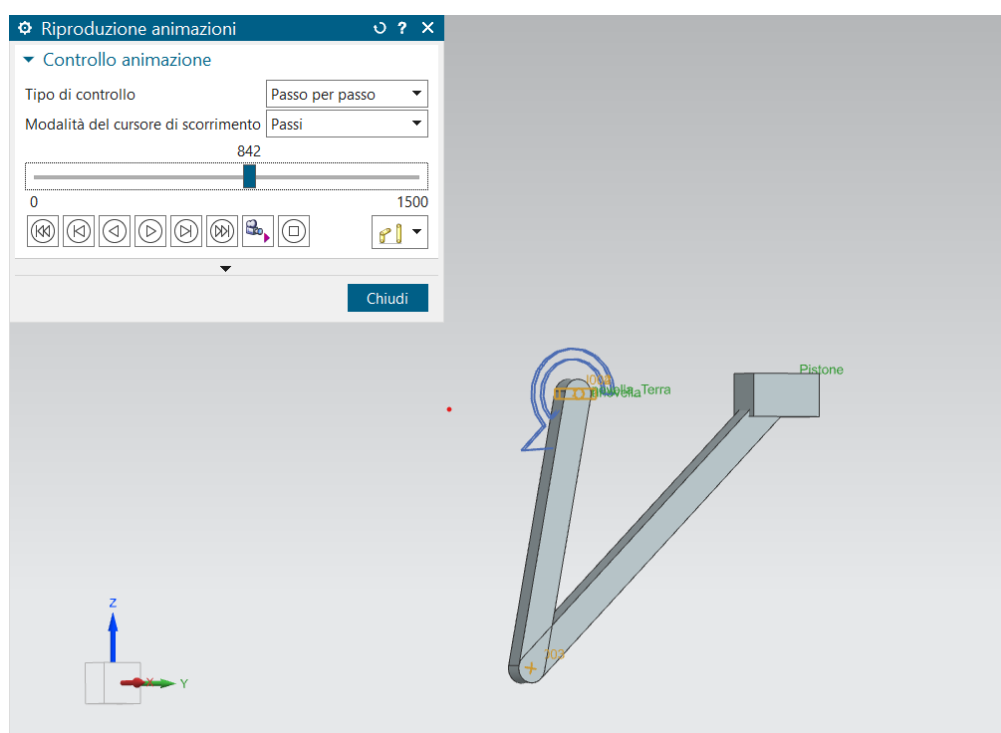 Riproduzione animazioni
Controllo animazione
Tipo di controllo Passo per passo
Modalità del cursore di scorrimento Passi
842
0 1500
Chiudi
Pistone
Terra
Z
X Y